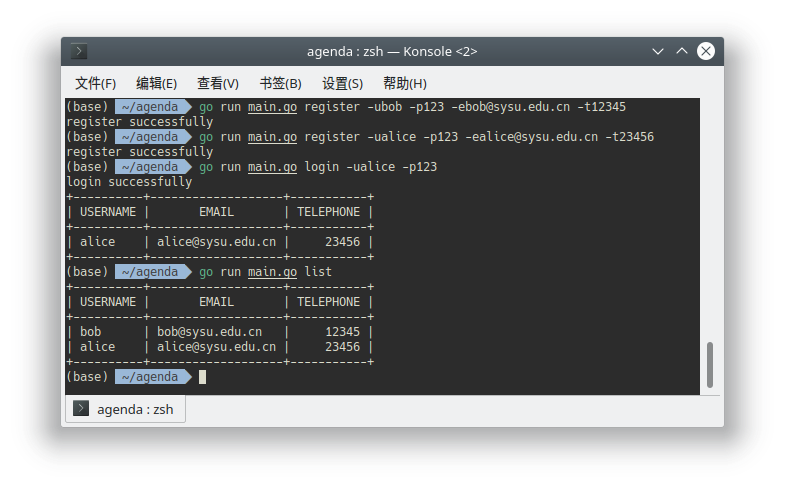 agenda : zsh — Konsole <2>
文件(F) 编辑(E) 查看(V) 书签(B) 设置(S) 帮助(H)
(base) ~/agenda go run main.go register -ubob -p123 -ebob@sysu.edu.cn -t12345
register successfully
(base) ~/agenda go run main.go register -ualice -p123 -ealice@sysu.edu.cn -t23456
register successfully
(base) ~/agenda go run main.go login -ualice -p123
login successfully
+----------+-------------------+-----------+
| USERNAME |       EMAIL       | TELEPHONE |
+----------+-------------------+-----------+
| alice    | alice@sysu.edu.cn |     23456 |
+----------+-------------------+-----------+
(base) ~/agenda go run main.go list
+----------+-------------------+-----------+
| USERNAME |       EMAIL       | TELEPHONE |
+----------+-------------------+-----------+
| bob      | bob@sysu.edu.cn   |     12345 |
| alice    | alice@sysu.edu.cn |     23456 |
+----------+-------------------+-----------+
(base) ~/agenda
agenda : zsh